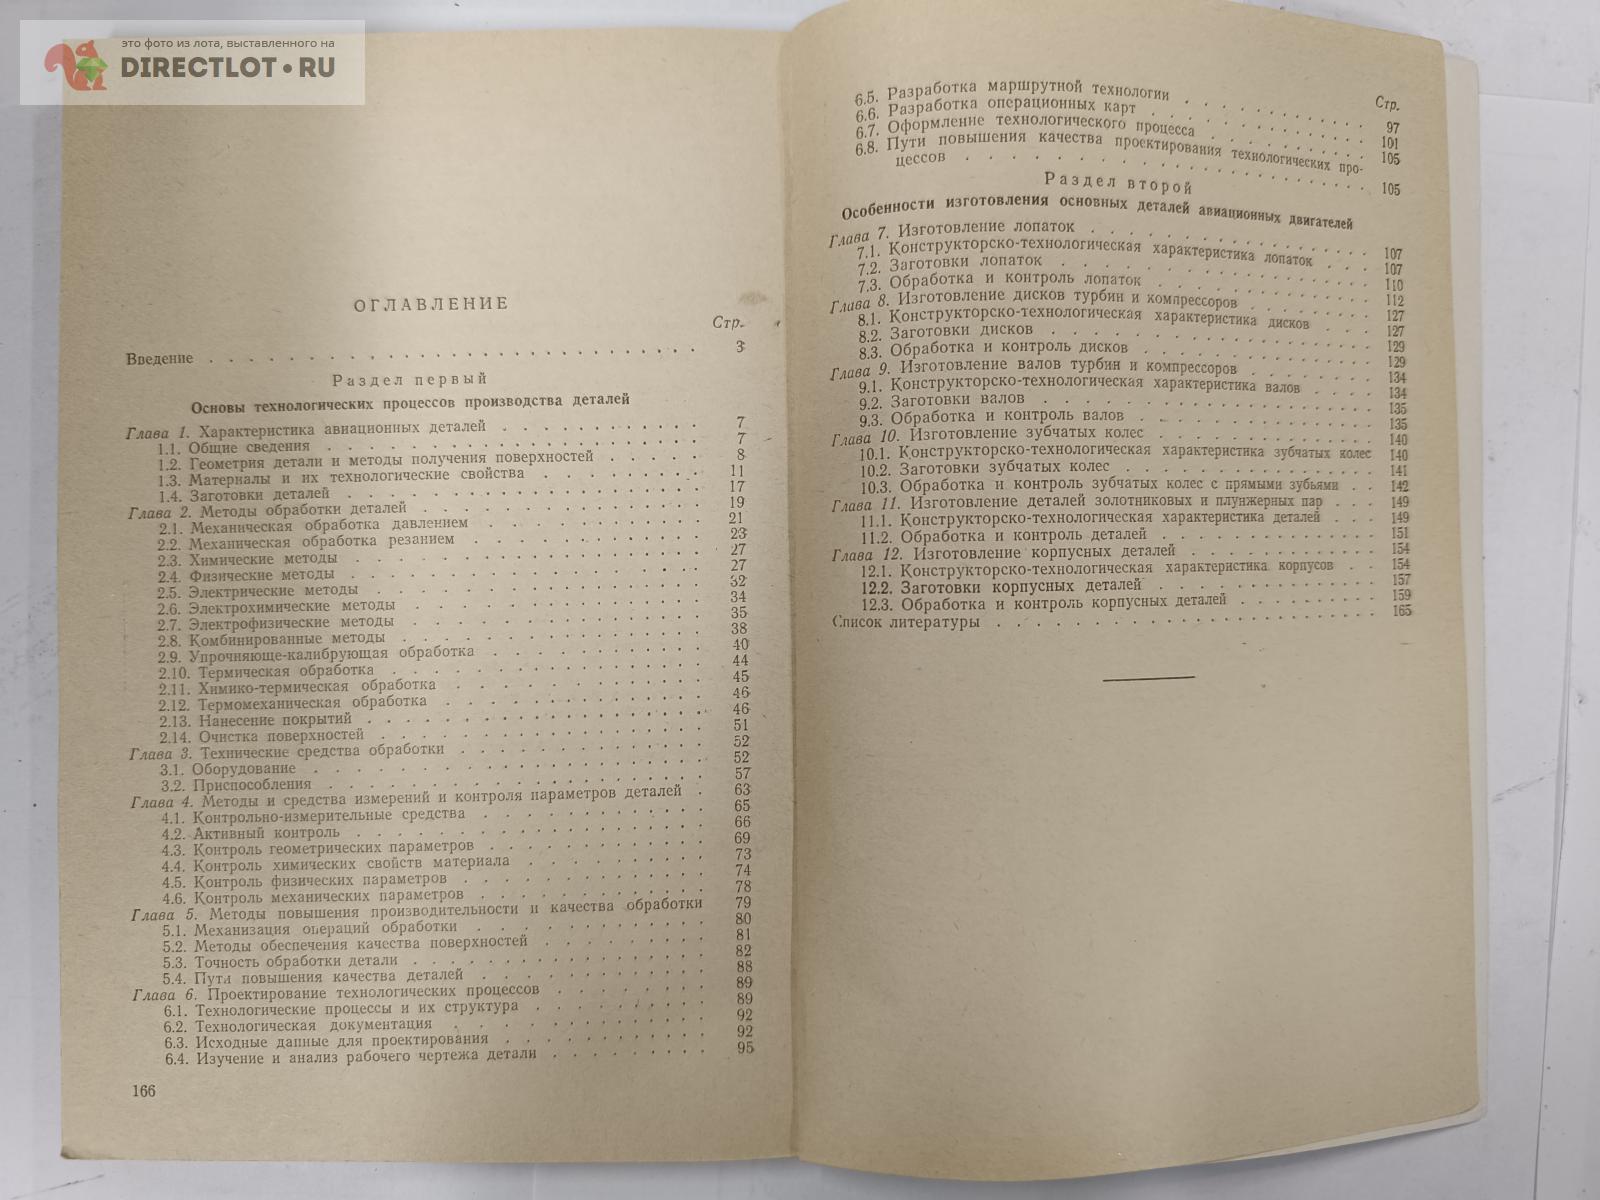 это фото из лота, выставленного на
DIRECTLOT.RU
ОГЛАВЛЕНИЕ
Стр.
Введение . . . 3
Раздел первый
Основы технологических процессов производства деталей
Глава 1. Характеристика авиационных деталей . . . 7
1.1. Общие сведения . . . 7
1.2. Геометрия детали и методы получения поверхностей . . . 8
1.3. Материалы и их технологические свойства . . . 11
1.4. Заготовки деталей . . . 17
Глава 2. Методы обработки деталей . . . 19
2.1. Механическая обработка давлением . . . 21
2.2. Механическая обработка резанием . . . 23
2.3. Химические методы . . . 27
2.4. Физические методы . . . 27
2.5. Электрические методы . . . 32
2.6. Электрохимические методы . . . 34
2.7. Электрофизические методы . . . 35
2.8. Комбинированные методы . . . 38
2.9. Упрочняюще-калибрующая обработка . . . 40
2.10. Термическая обработка . . . 44
2.11. Химико-термическая обработка . . . 45
2.12. Термомеханическая обработка . . . 46
2.13. Нанесение покрытий . . . 46
2.14. Очистка поверхностей . . . 51
Глава 3. Технические средства обработки . . . 52
3.1. Оборудование . . . 52
3.2. Приспособления . . . 57
Глава 4. Методы и средства измерений и контроля параметров деталей . 63
4.1. Контрольно-измерительные средства . . . 65
4.2. Активный контроль . . . 66
4.3. Контроль геометрических параметров . . . 69
4.4. Контроль химических свойств материала . . . 73
4.5. Контроль физических параметров . . . 74
4.6. Контроль механических параметров . . . 78
Глава 5. Методы повышения производительности и качества обработки 79
5.1. Механизация операций обработки . . . 80
5.2. Методы обеспечения качества поверхностей . . . 81
5.3. Точность обработки детали . . . 82
5.4. Пути повышения качества деталей . . . 88
Глава 6. Проектирование технологических процессов . . . 89
6.1. Технологические процессы и их структура . . . 89
6.2. Технологическая документация . . . 92
6.3. Исходные данные для проектирования . . . 92
6.4. Изучение и анализ рабочего чертежа детали . . . 95
166
Стр.
6.5. Разработка маршрутной технологии . . . 97
6.6. Разработка операционных карт . . . 101
6.7. Оформление технологического процесса . . . 105
6.8. Пути повышения качества проектирования технологических про-
цессов . . . 105
Раздел второй
Особенности изготовления основных деталей авиационных двигателей
Глава 7. Изготовление лопаток . . . 107
7.1. Конструкторско-технологическая характеристика лопаток . . . 107
7.2. Заготовки лопаток . . . 110
7.3. Обработка и контроль лопаток . . . 112
Глава 8. Изготовление дисков турбин и компрессоров . . . 127
8.1. Конструкторско-технологическая характеристика дисков . . . 127
8.2. Заготовки дисков . . . 129
8.3. Обработка и контроль дисков . . . 129
Глава 9. Изготовление валов турбин и компрессоров . . . 134
9.1. Конструкторско-технологическая характеристика валов . . . 134
9.2. Заготовки валов . . . 135
9.3. Обработка и контроль валов . . . 135
Глава 10. Изготовление зубчатых колес . . . 140
10.1. Конструкторско-технологическая характеристика зубчатых колес 140
10.2. Заготовки зубчатых колес . . . 141
10.3. Обработка и контроль зубчатых колес с прямыми зубьями . . 142
Глава 11. Изготовление деталей золотниковых и плунжерных пар . . . 149
11.1. Конструкторско-технологическая характеристика деталей . . . 149
11.2. Обработка и контроль деталей . . . 151
Глава 12. Изготовление корпусных деталей . . . 154
12.1. Конструкторско-технологическая характеристика корпусов . . 154
12.2. Заготовки корпусных деталей . . . 157
12.3. Обработка и контроль корпусных деталей . . . 159
Список литературы . . . 165